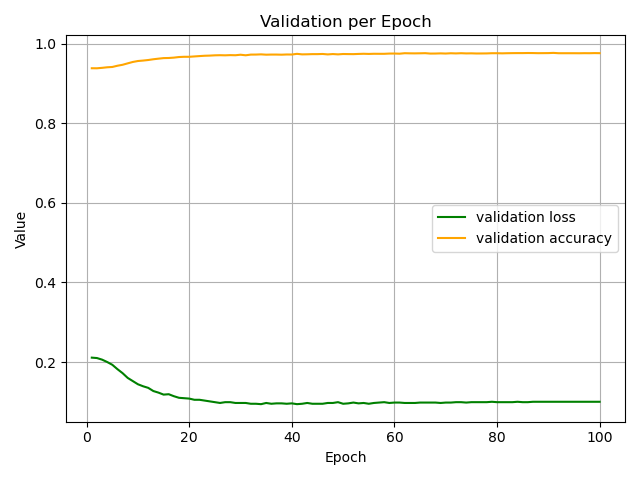 Validation per Epoch
Value
1.0
0.8
0.6
0.4
0.2
validation loss
validation accuracy
0 20 40 60 80 100
Epoch